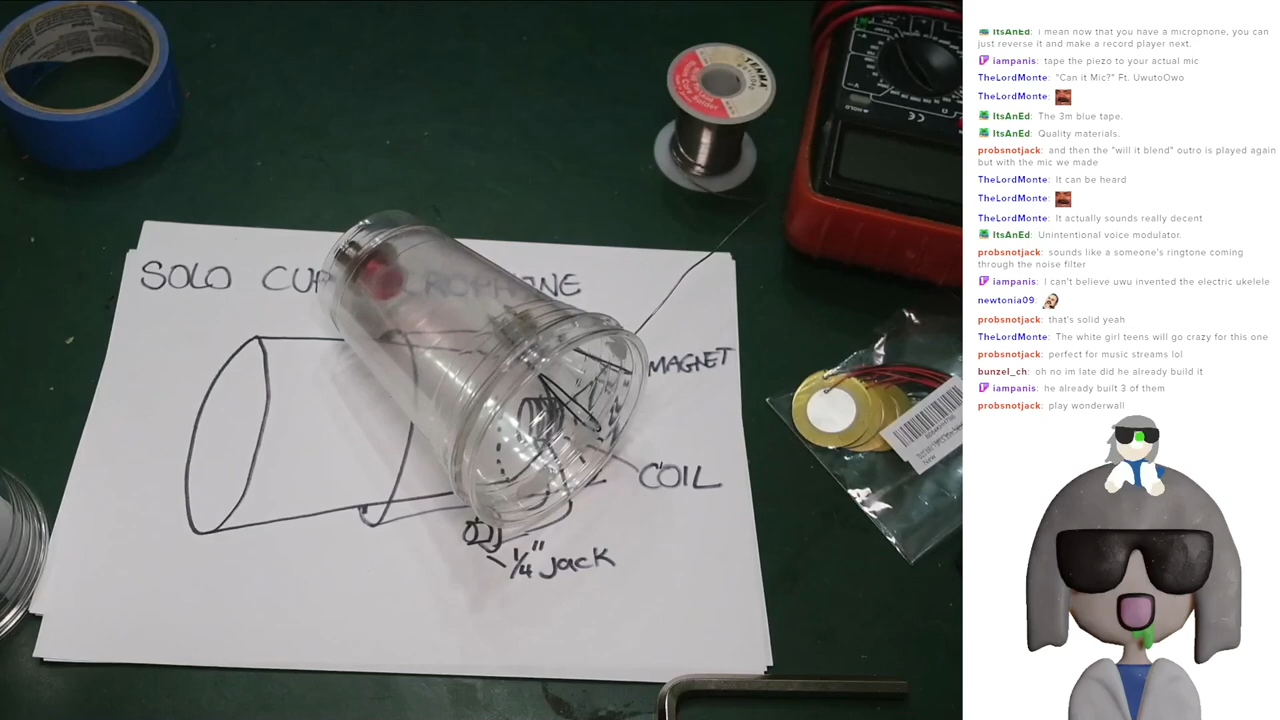 SOLO CUP
MAGNET
COIL
1/4" Jack
TENMA
HOLD
ItsAnEd: I mean now that you have a microphone, you can
just reverse it and make a record player next.
iampanis: tape the piezo to your actual mic
TheLordMonte: "Can it Mic?" Ft. UwutoOwo
TheLordMonte:
ItsAnEd: The 3m blue tape.
ItsAnEd: Quality materials.
probsnotjack: and then the "will it blend" outro is played again
but with the mic we made
TheLordMonte: It can be heard
TheLordMonte:
TheLordMonte: It actually sounds really decent
ItsAnEd: Unintentional voice modulator.
probsnotjack: sounds like a someone's ringtone coming
through the noise filter
iampanis: I can't believe uwu invented the electric ukelele
newtonia09:
probsnotjack: that's solid yeah
TheLordMonte: The white girl teens will go crazy for this one
probsnotjack: perfect for music streams lol
bunzel_ch: oh no im late did he already build it
iampanis: he already built 3 of them
probsnotjack: play wonderwall